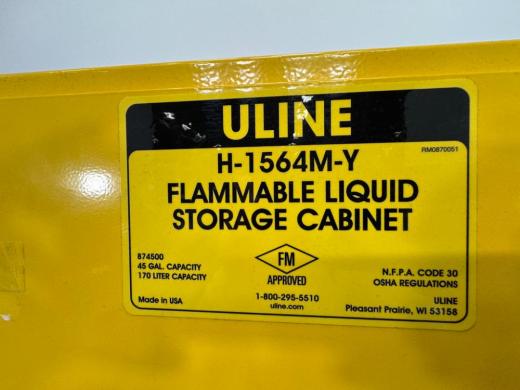 ULINE
RM0870051
H-1564M-Y
FLAMMABLE LIQUID
STORAGE CABINET
874500
45 GAL. CAPACITY
170 LITER CAPACITY
Made in USA
FM
APPROVED
1-800-295-5510
uline.com
N.F.P.A. CODE 30
OSHA REGULATIONS
ULINE
Pleasant Prairie, WI 53158